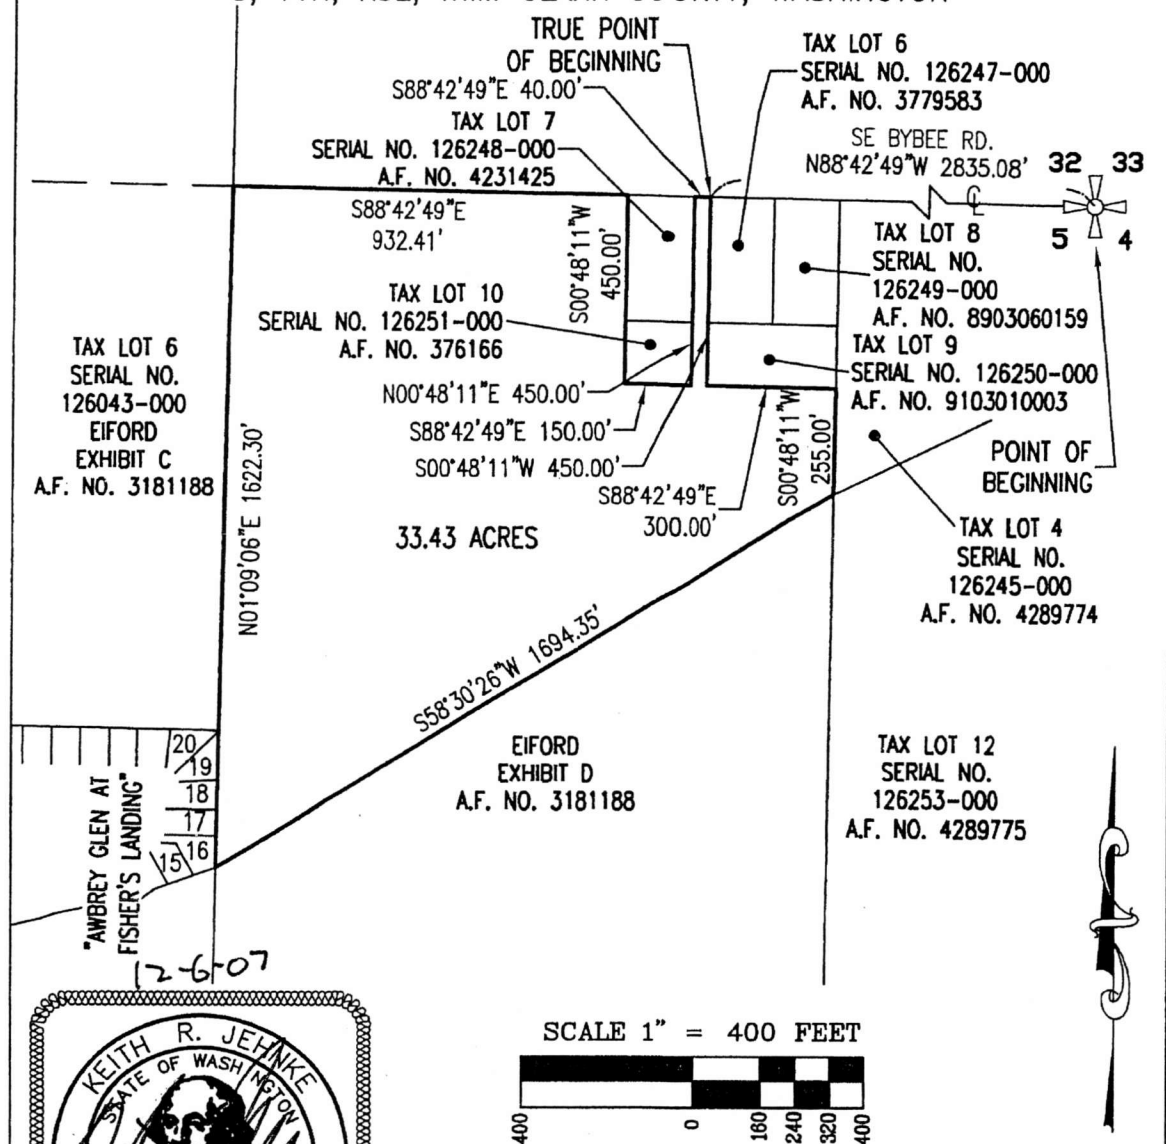 TRUE POINT
OF BEGINNING
S88°42'49"E 40.00'
TAX LOT 7
SERIAL NO. 126248-000
A.F. NO. 4231425
TAX LOT 6
SERIAL NO. 126247-000
A.F. NO. 3779583
SE BYBEE RD.
N88°42'49"W 2835.08'
32 33
5 4
S88°42'49"E
932.41'
S00°48'11"W
450.00'
TAX LOT 8
SERIAL NO.
126249-000
A.F. NO. 8903060159
TAX LOT 10
SERIAL NO. 126251-000
A.F. NO. 376166
TAX LOT 9
SERIAL NO. 126250-000
A.F. NO. 9103010003
TAX LOT 6
SERIAL NO.
126043-000
EIFORD
EXHIBIT C
A.F. NO. 3181188
N00°48'11"E 450.00'
S88°42'49"E 150.00'
S00°48'11"W 450.00'
S88°42'49"E
300.00'
S00°48'11"W
255.00'
POINT OF
BEGINNING
N01°09'06"E 1622.30'
33.43 ACRES
TAX LOT 4
SERIAL NO.
126245-000
A.F. NO. 4289774
S58°30'26"W 1694.35'
EIFORD
EXHIBIT D
A.F. NO. 3181188
TAX LOT 12
SERIAL NO.
126253-000
A.F. NO. 4289775
20
19
18
17
16
15
"AWBREY GLEN AT
FISHER'S LANDING"
12-6-07
KEITH R. JEHNKE
STATE OF WASHINGTON
SCALE 1" = 400 FEET
400 0 160 240 320 400